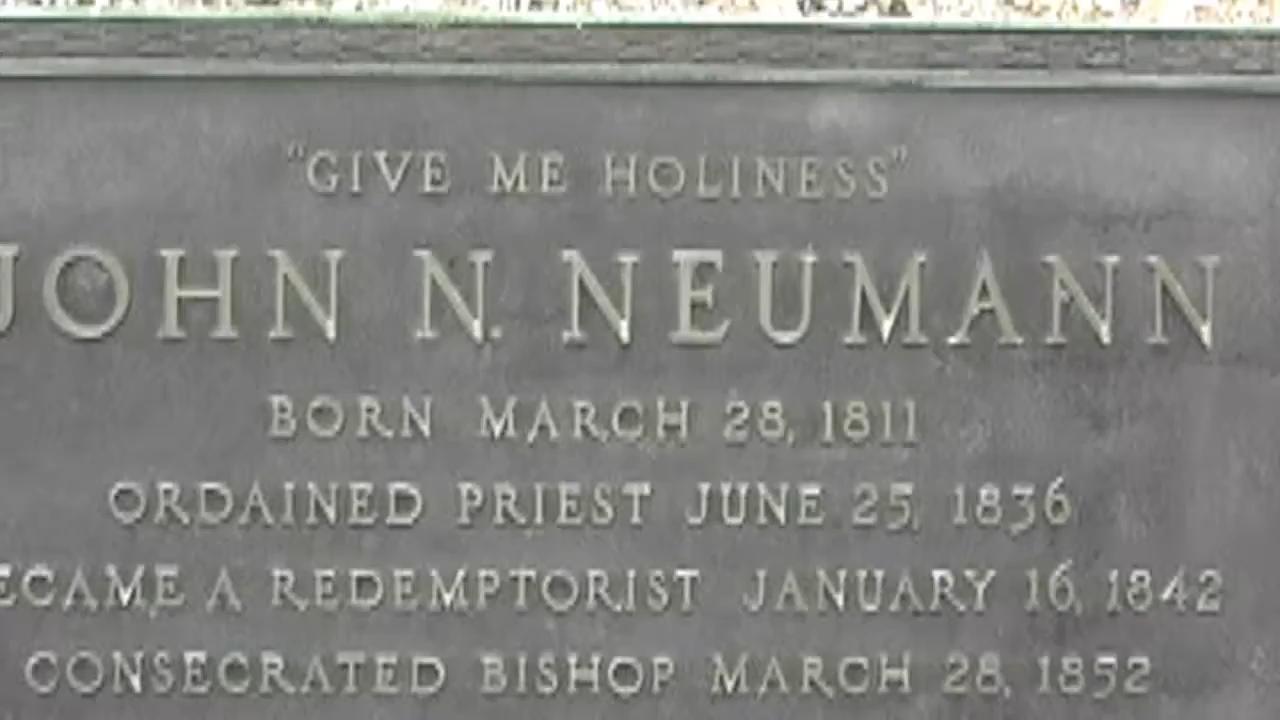 "GIVE ME HOLINESS"
JOHN N. NEUMANN
BORN MARCH 28, 1811
ORDAINED PRIEST JUNE 25, 1836
ECAME A REDEMPTORIST JANUARY 16, 1842
CONSECRATED BISHOP MARCH 28, 1852